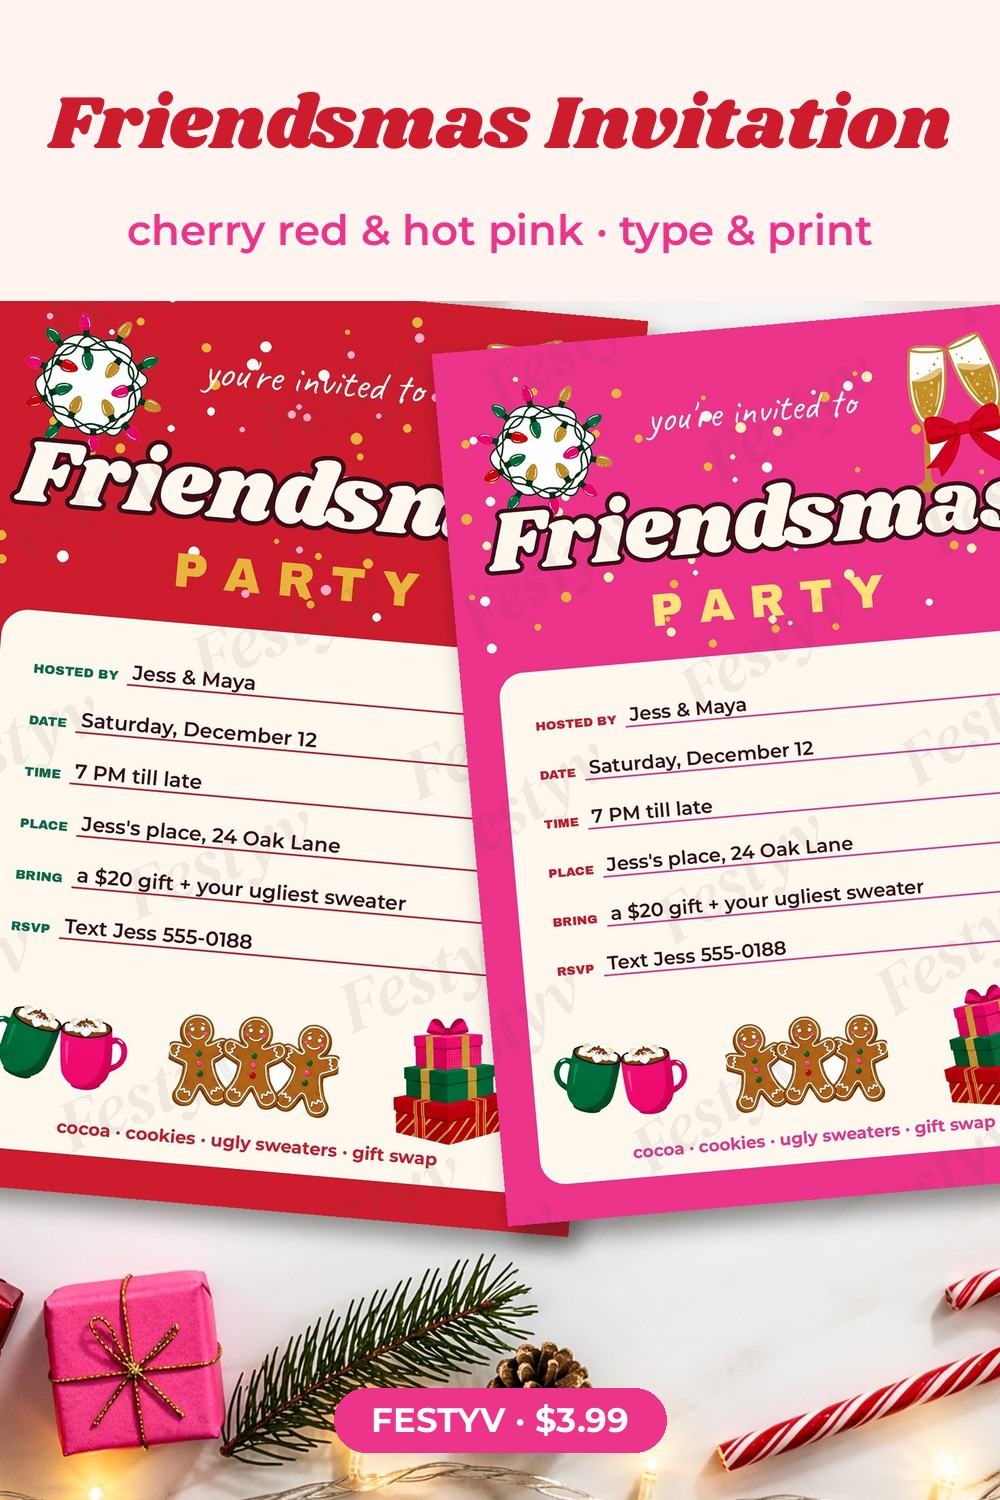 Friendsmas Invitation
cherry red & hot pink · type & print
you're invited to
Friendsm
PARTY
HOSTED BY Jess & Maya
DATE Saturday, December 12
TIME 7 PM till late
PLACE Jess's place, 24 Oak Lane
BRING a $20 gift + your ugliest sweater
RSVP Text Jess 555-0188
cocoa · cookies · ugly sweaters · gift swap
you're invited to
Friendsmas
PARTY
HOSTED BY Jess & Maya
DATE Saturday, December 12
TIME 7 PM till late
PLACE Jess's place, 24 Oak Lane
BRING a $20 gift + your ugliest sweater
RSVP Text Jess 555-0188
cocoa · cookies · ugly sweaters · gift swap
Festyv
FESTYV · $3.99